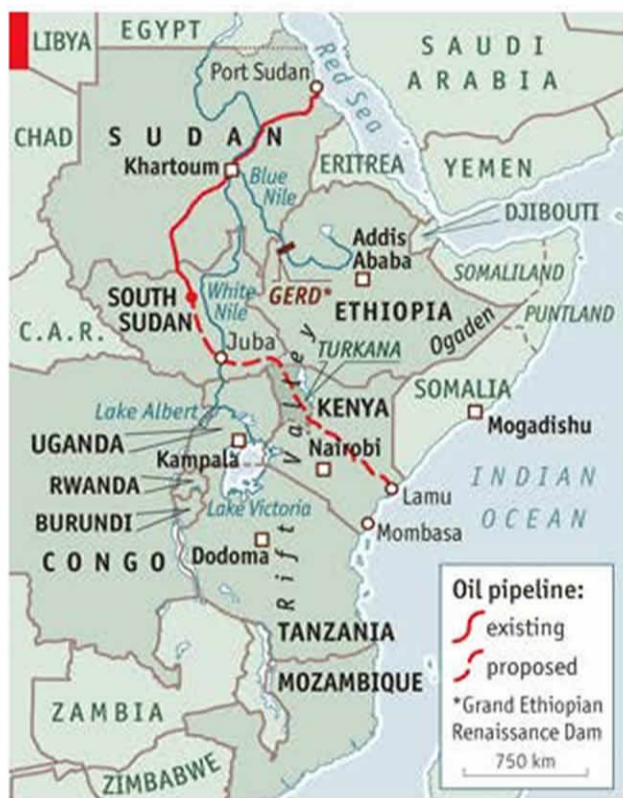 EGYPT
LIBYA
SAUDI
ARABIA
Port Sudan
Red Sea
CHAD
SUDAN
Khartoum
Blue
Nile
ERITREA
YEMEN
DJIBOUTI
Addis
Ababa
SOMALILAND
PUNTLAND
GERD*
ETHIOPIA
Ogaden
SOUTH
SUDAN
White
Nile
C.A.R.
Juba
TURKANA
SOMALIA
Mogadishu
KENYA
Lake Albert
UGANDA
Kampala
Nairobi
Rift Valley
RWANDA
BURUNDI
Lake Victoria
Lamu
Mombasa
INDIAN
OCEAN
CONGO
Dodoma
TANZANIA
MOZAMBIQUE
ZAMBIA
ZIMBABWE
Oil pipeline:
existing
proposed
*Grand Ethiopian
Renaissance Dam
750 km